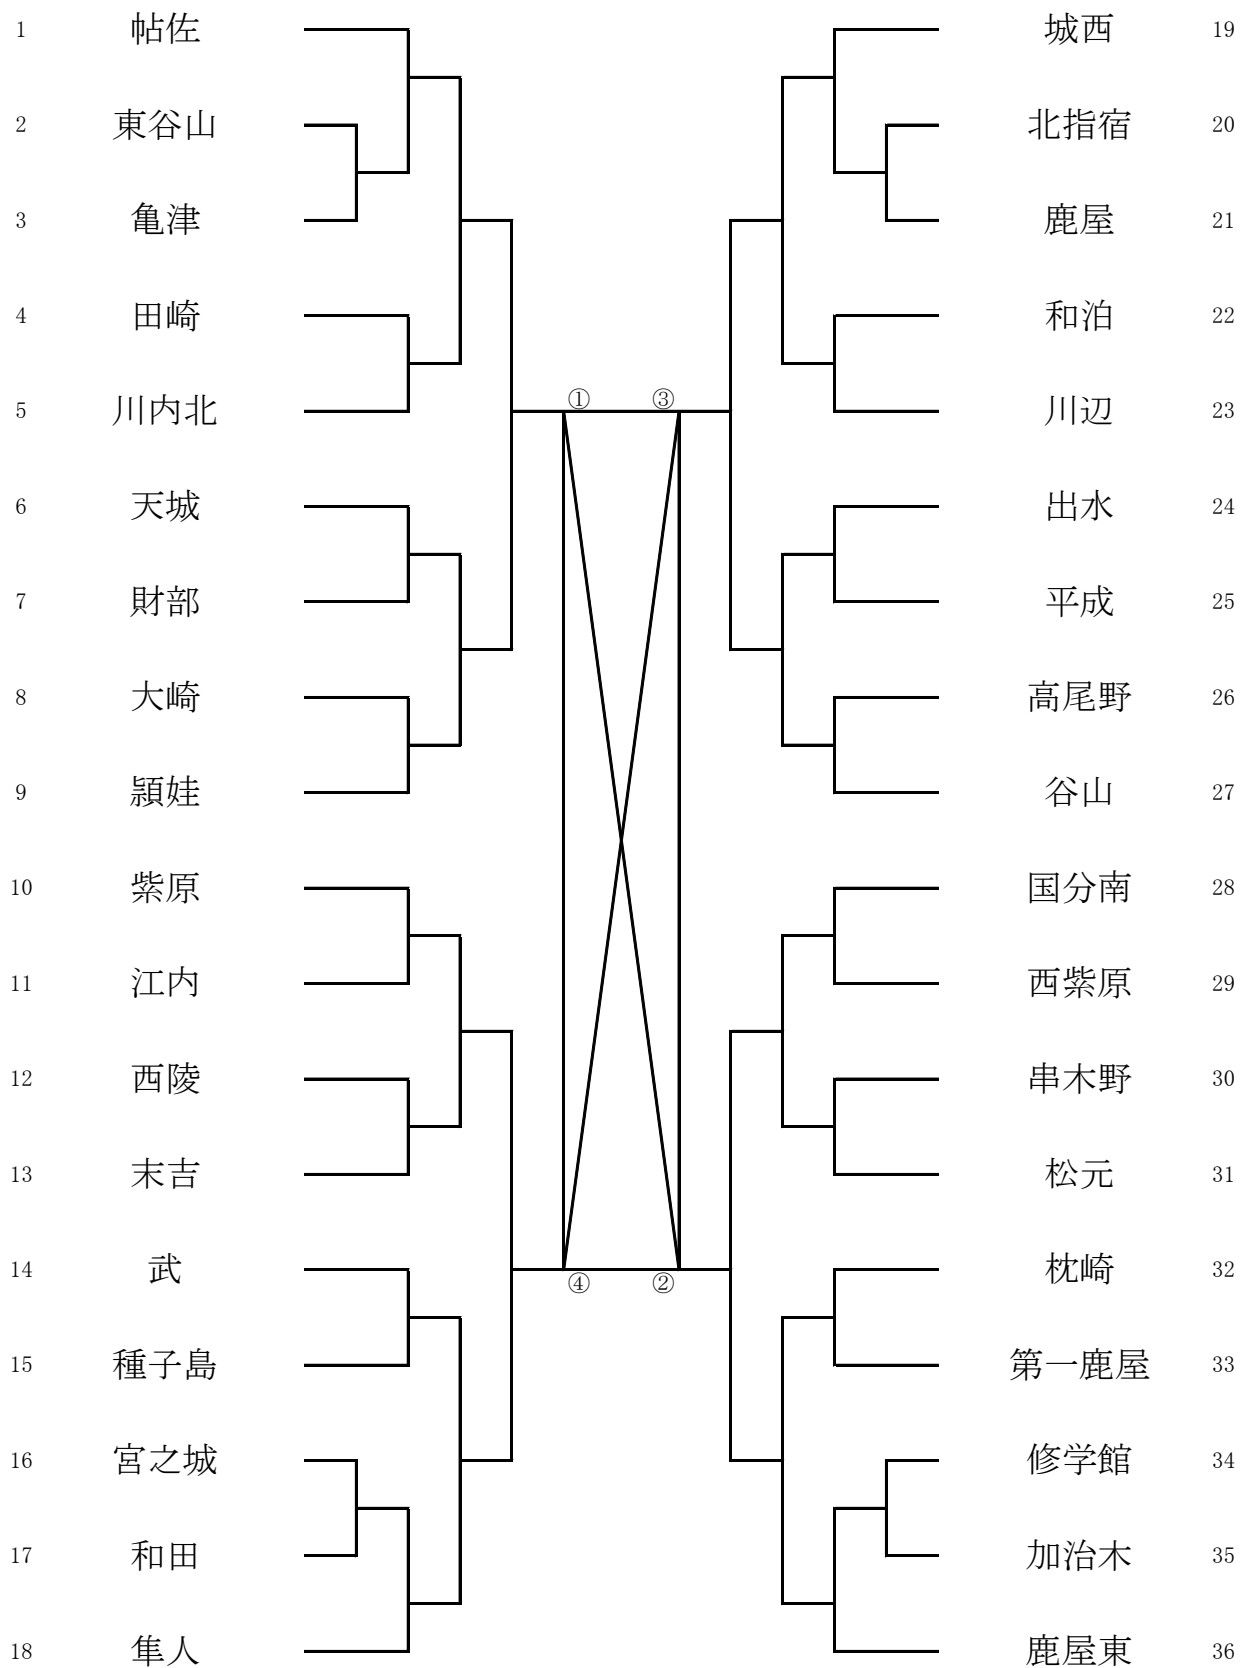 1 帖佐 城西 19
2 東谷山 北指宿 20
3 亀津 鹿屋 21
4 田崎 和泊 22
① ③
5 川内北 川辺 23
6 天城 出水 24
7 財部 平成 25
8 大崎 高尾野 26
9 頴娃 谷山 27
10 紫原 国分南 28
11 江内 西紫原 29
12 西陵 串木野 30
13 末吉 松元 31
14 武 枕崎 32
④ ②
15 種子島 第一鹿屋 33
16 宮之城 修学館 34
17 和田 加治木 35
18 隼人 鹿屋東 36